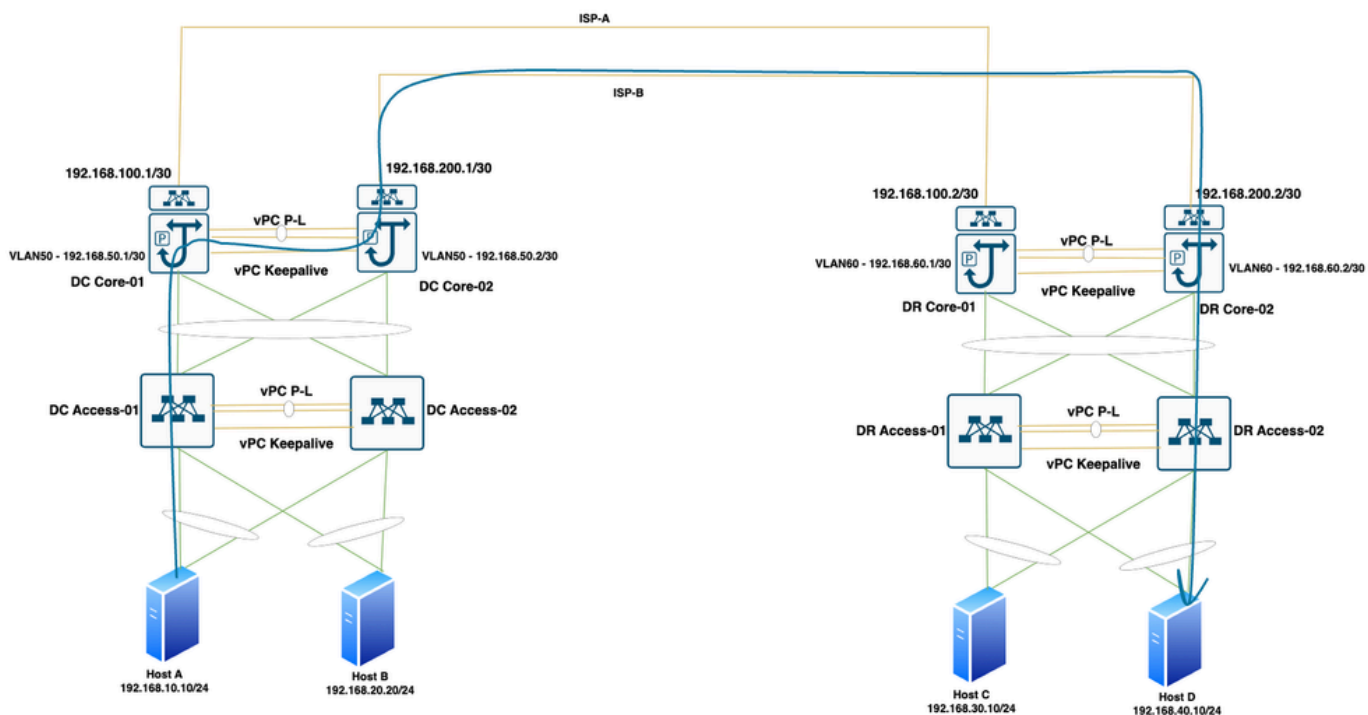 ISP-A
ISP-B
192.168.100.1/30
192.168.200.1/30
192.168.100.2/30
192.168.200.2/30
vPC P-L
P
P
VLAN50 - 192.168.50.1/30
VLAN50 - 192.168.50.2/30
vPC Keepalive
DC Core-01
DC Core-02
vPC P-L
P
P
VLAN60 - 192.168.60.1/30
VLAN60 - 192.168.60.2/30
vPC Keepalive
DR Core-01
DR Core-02
vPC P-L
DC Access-01
DC Access-02
vPC Keepalive
vPC P-L
DR Access-01
DR Access-02
vPC Keepalive
Host A
192.168.10.10/24
Host B
192.168.20.20/24
Host C
192.168.30.10/24
Host D
192.168.40.10/24